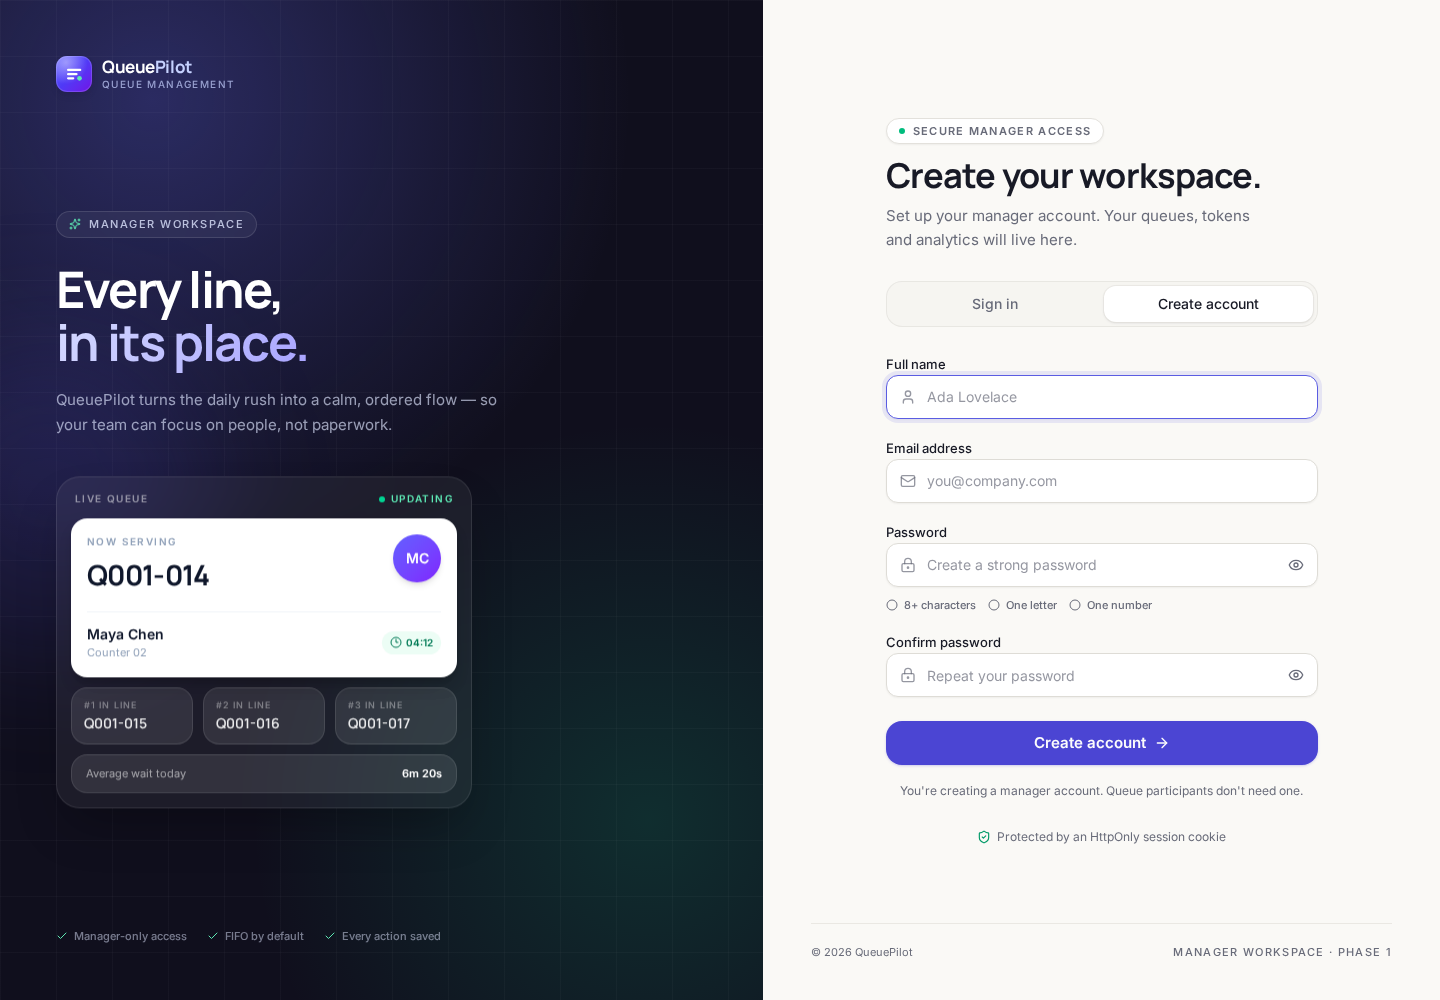 QueuePilot
QUEUE MANAGEMENT
MANAGER WORKSPACE
Every line,
in its place.
QueuePilot turns the daily rush into a calm, ordered flow — so
your team can focus on people, not paperwork.
LIVE QUEUE
UPDATING
NOW SERVING
Q001-014
MC
Maya Chen
Counter 02
04:12
#1 IN LINE
Q001-015
#2 IN LINE
Q001-016
#3 IN LINE
Q001-017
Average wait today
6m 20s
Manager-only access
FIFO by default
Every action saved
SECURE MANAGER ACCESS
Create your workspace.
Set up your manager account. Your queues, tokens
and analytics will live here.
Sign in
Create account
Full name
Ada Lovelace
Email address
you@company.com
Password
Create a strong password
8+ characters
One letter
One number
Confirm password
Repeat your password
Create account
You're creating a manager account. Queue participants don't need one.
Protected by an HttpOnly session cookie
© 2026 QueuePilot
MANAGER WORKSPACE · PHASE 1